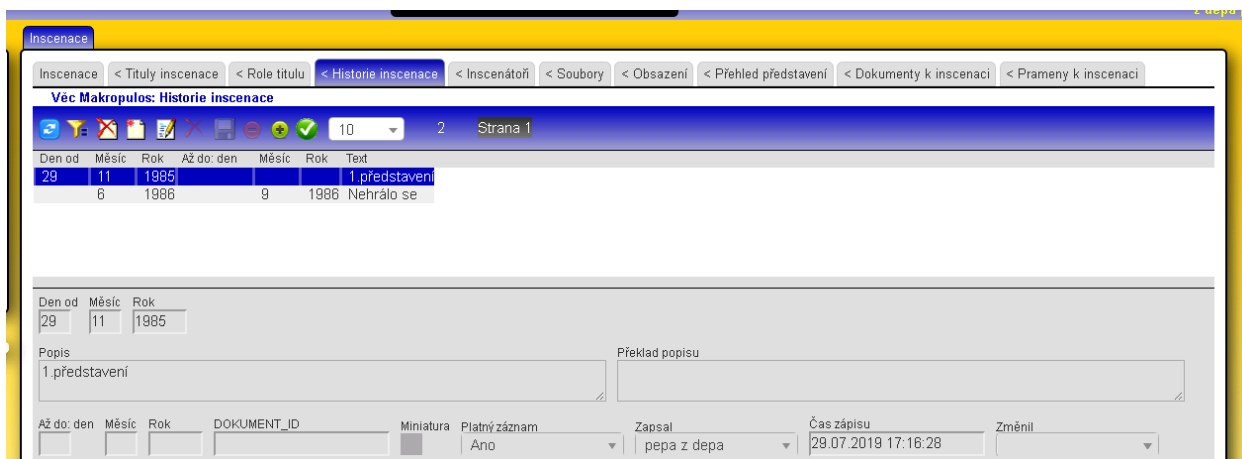 z depa
Inscenace
Inscenace < Tituly inscenace < Role titulu < Historie inscenace < Inscenátoři < Soubory < Obsazení < Přehled představení < Dokumenty k inscenaci < Prameny k inscenaci
Věc Makropulos: Historie inscenace
10 2 Strana 1
Den od Měsíc Rok Až do: den Měsíc Rok Text
29 11 1985 1.představení
6 1986 9 1986 Nehrálo se
Den od Měsíc Rok
29 11 1985
Popis Překlad popisu
1.představení
Až do: den Měsíc Rok DOKUMENT_ID Miniatura Platný záznam Zapsal Čas zápisu Změnil
Ano pepa z depa 29.07.2019 17:16:28